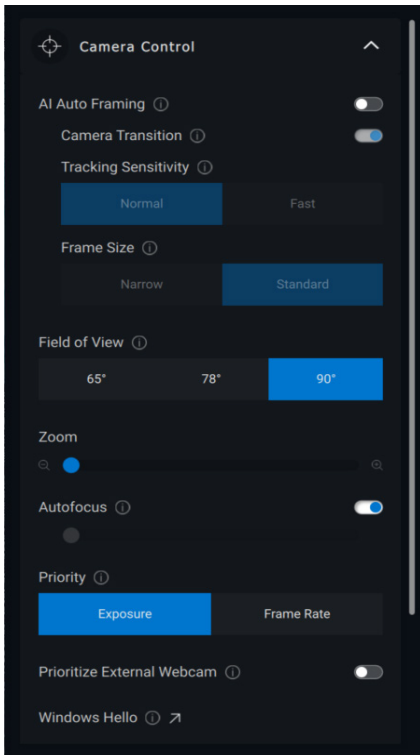 Camera Control
AI Auto Framing
Camera Transition
Tracking Sensitivity
Normal Fast
Frame Size
Narrow Standard
Field of View
65° 78° 90°
Zoom
Autofocus
Priority
Exposure Frame Rate
Prioritize External Webcam
Windows Hello